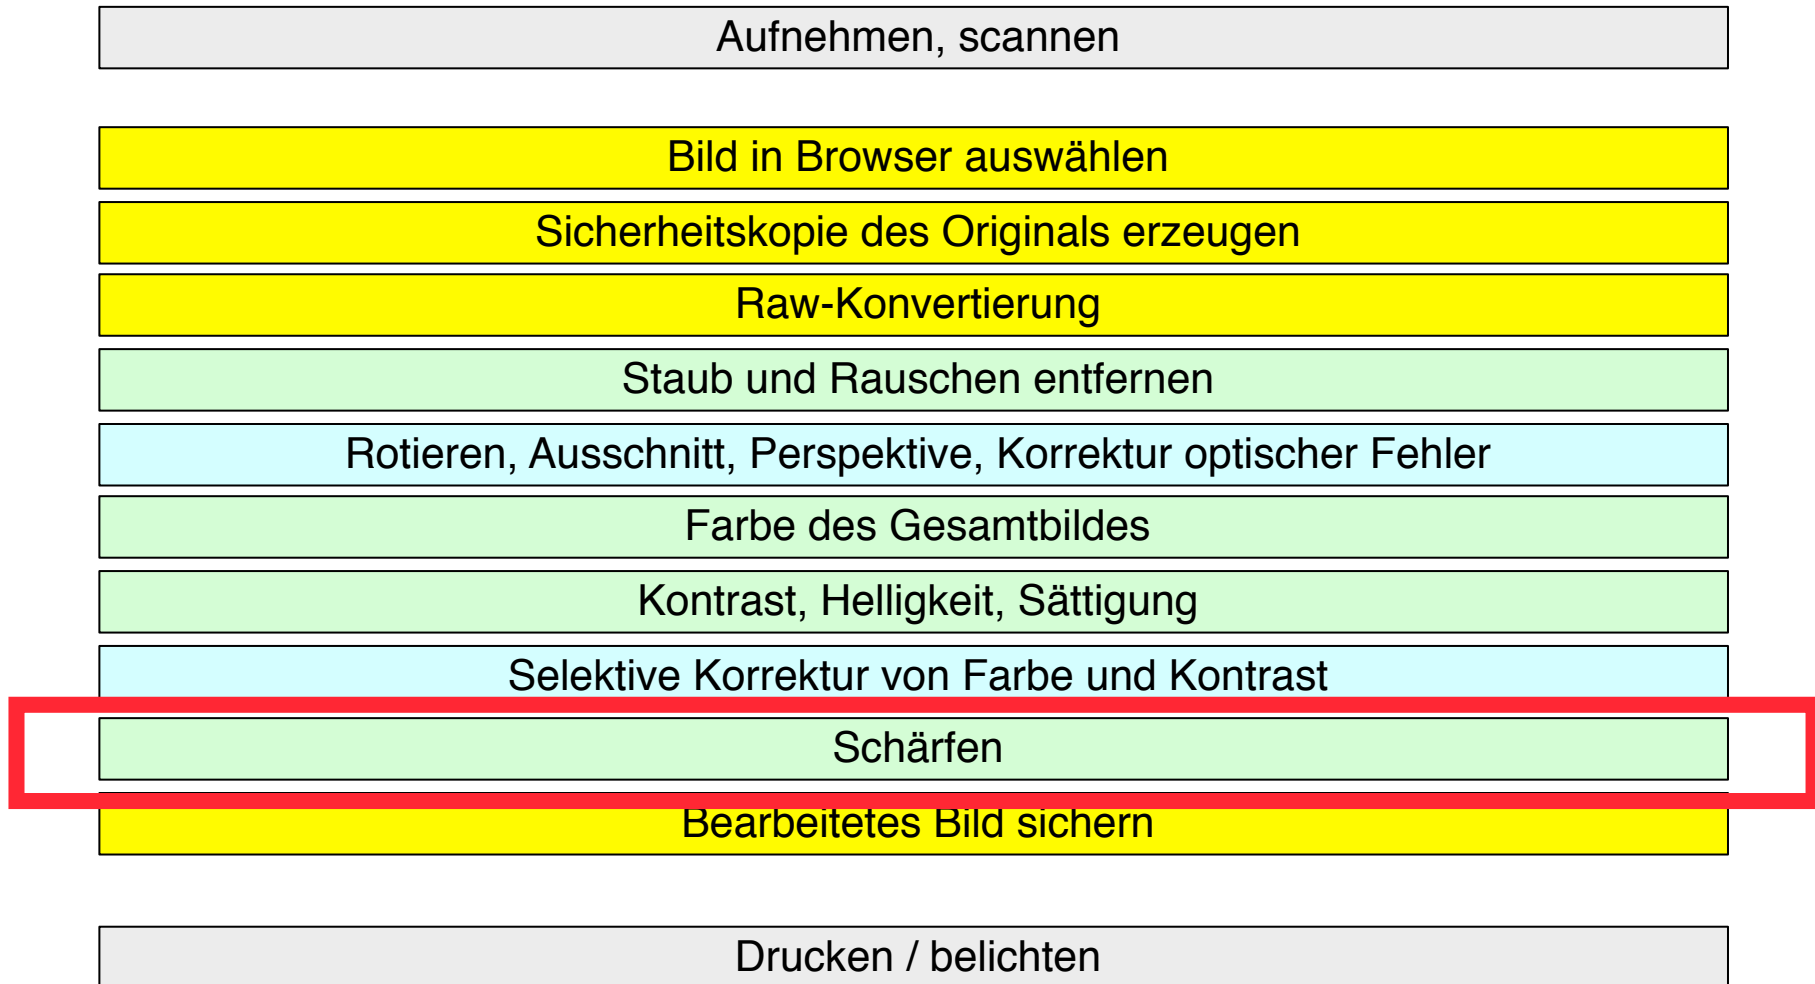 Aufnehmen, scannen
Bild in Browser auswählen
Sicherheitskopie des Originals erzeugen
Raw-Konvertierung
Staub und Rauschen entfernen
Rotieren, Ausschnitt, Perspektive, Korrektur optischer Fehler
Farbe des Gesamtbildes
Kontrast, Helligkeit, Sättigung
Selektive Korrektur von Farbe und Kontrast
Schärfen
Bearbeitetes Bild sichern
Drucken / belichten